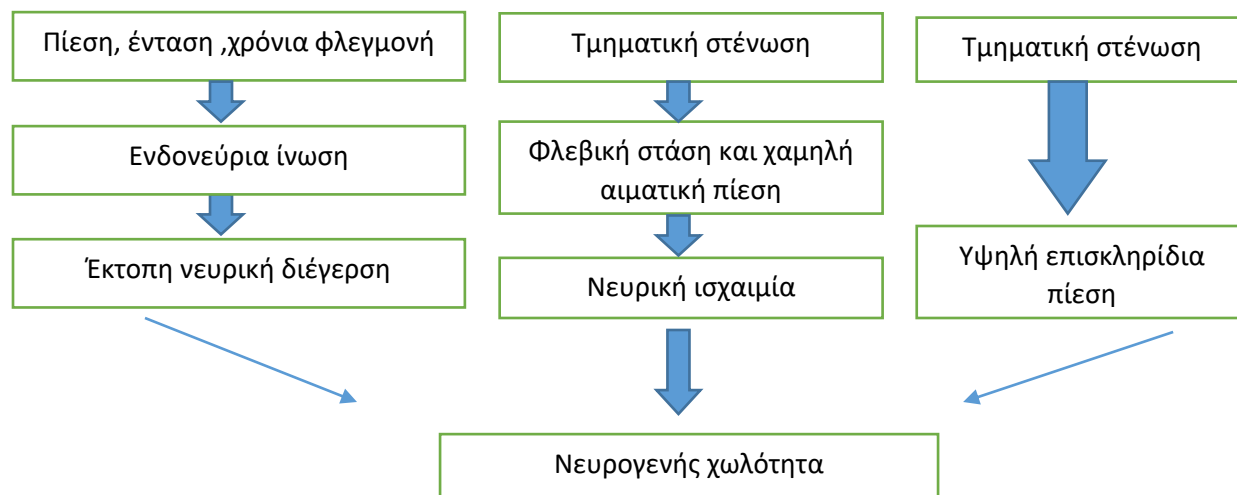 Πίεση, ένταση ,χρόνια φλεγμονή
Ενδονεύρια ίνωση
Έκτοπη νευρική διέγερση
Τμηματική στένωση
Φλεβική στάση και χαμηλή
αιματική πίεση
Νευρική ισχαιμία
Τμηματική στένωση
Υψηλή επισκληρίδια
πίεση
Νευρογενής χωλότητα